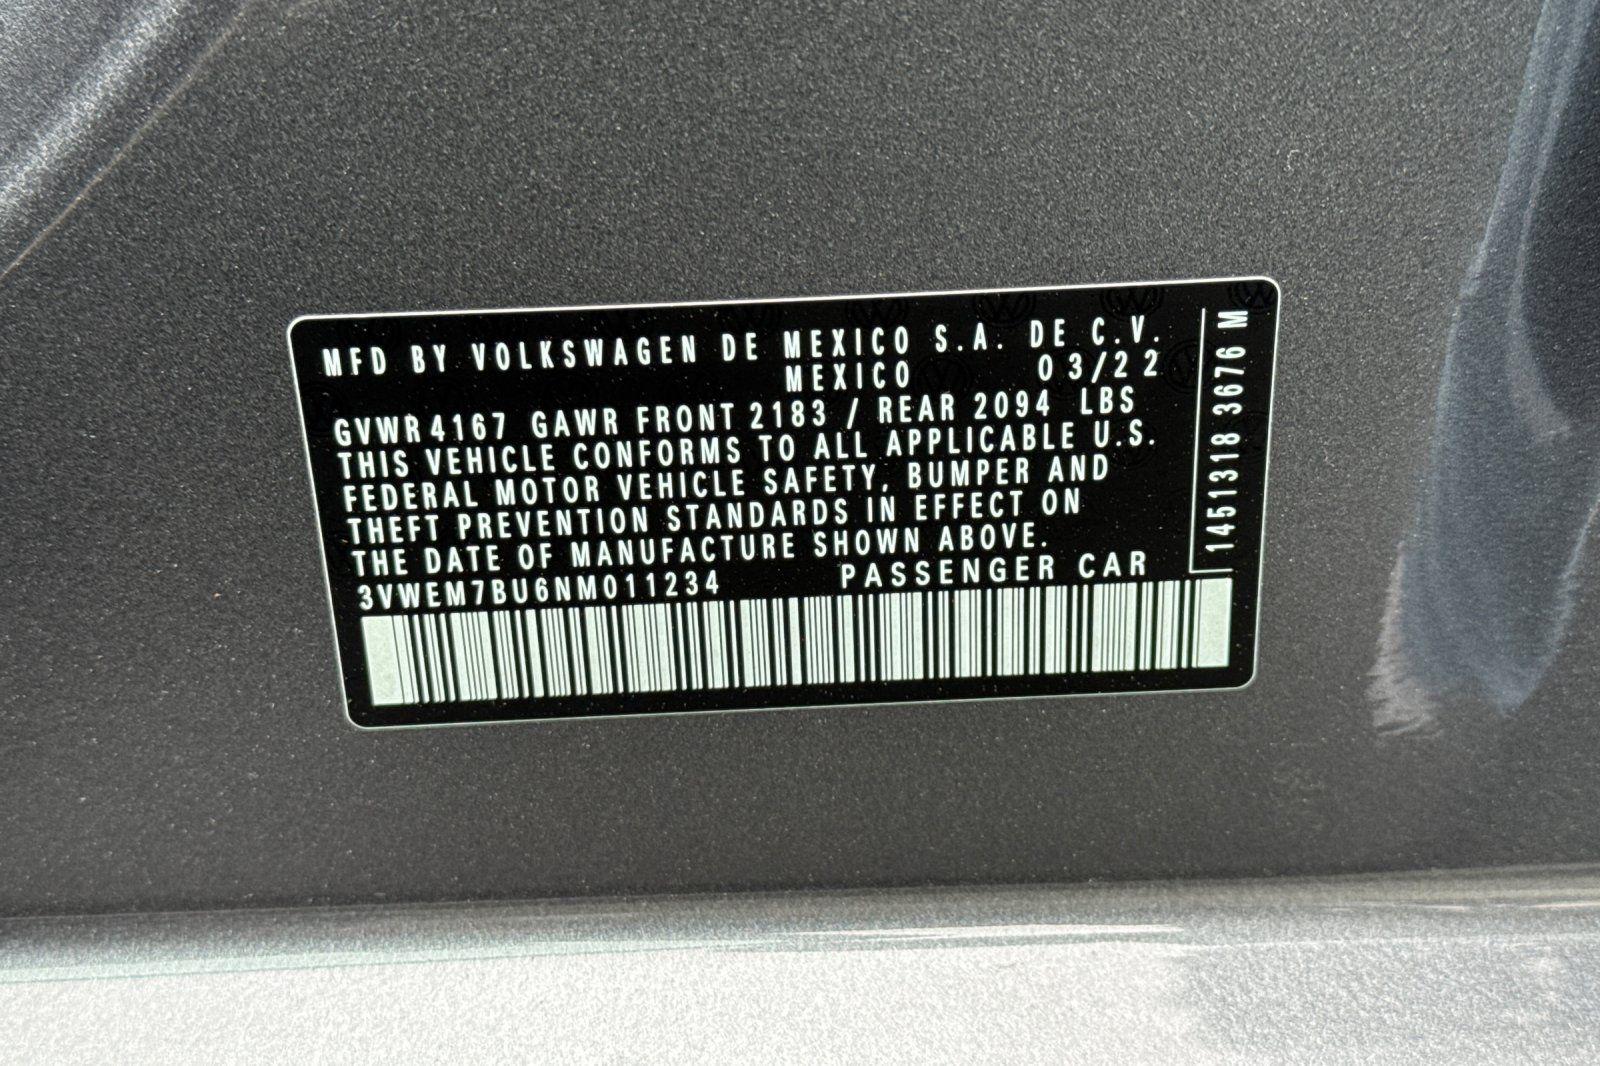 MFD BY VOLKSWAGEN DE MEXICO S.A. DE C.V.
MEXICO 03/22
GVWR 4167 GAWR FRONT 2183 / REAR 2094 LBS
THIS VEHICLE CONFORMS TO ALL APPLICABLE U.S.
FEDERAL MOTOR VEHICLE SAFETY, BUMPER AND
THEFT PREVENTION STANDARDS IN EFFECT ON
THE DATE OF MANUFACTURE SHOWN ABOVE.
3VWEM7BU6NM011234 PASSENGER CAR
1451318 3676 M